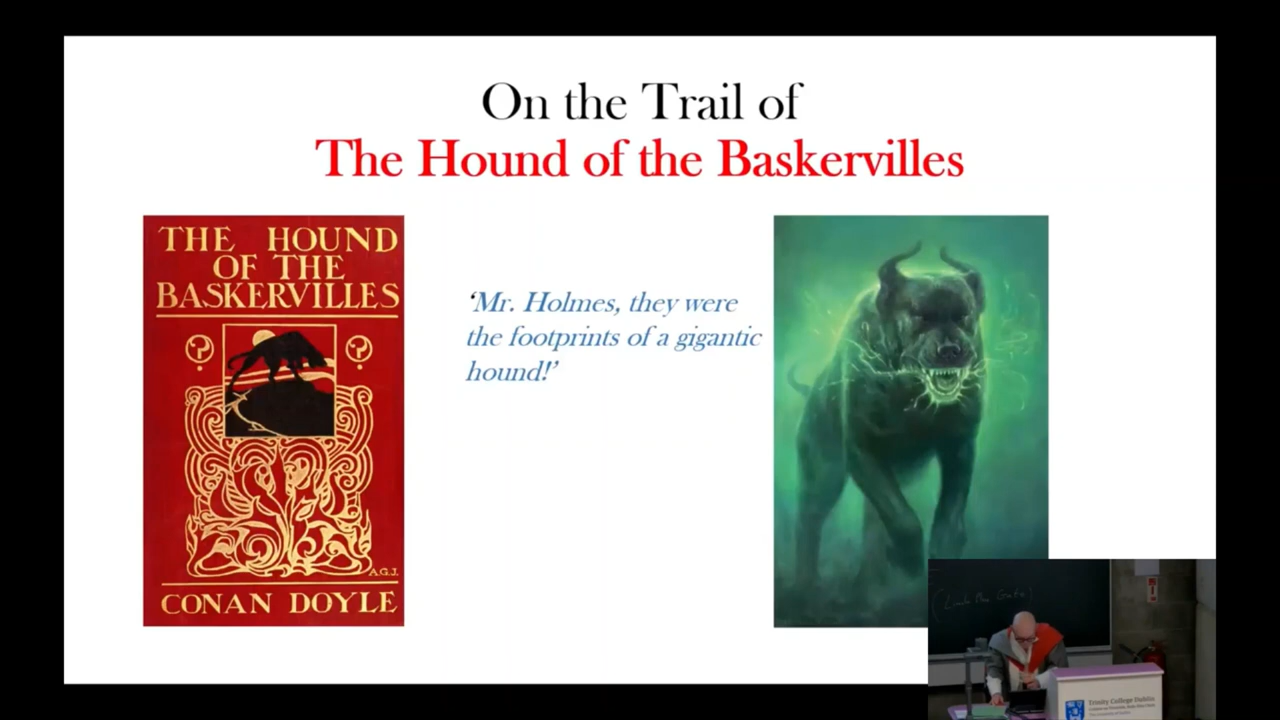 On the Trail of
The Hound of the Baskervilles
THE HOUND
OF THE
BASKERVILLES
? ?
A.G.J.
CONAN DOYLE
‘Mr. Holmes, they were
the footprints of a gigantic
hound!’
Trinity College Dublin